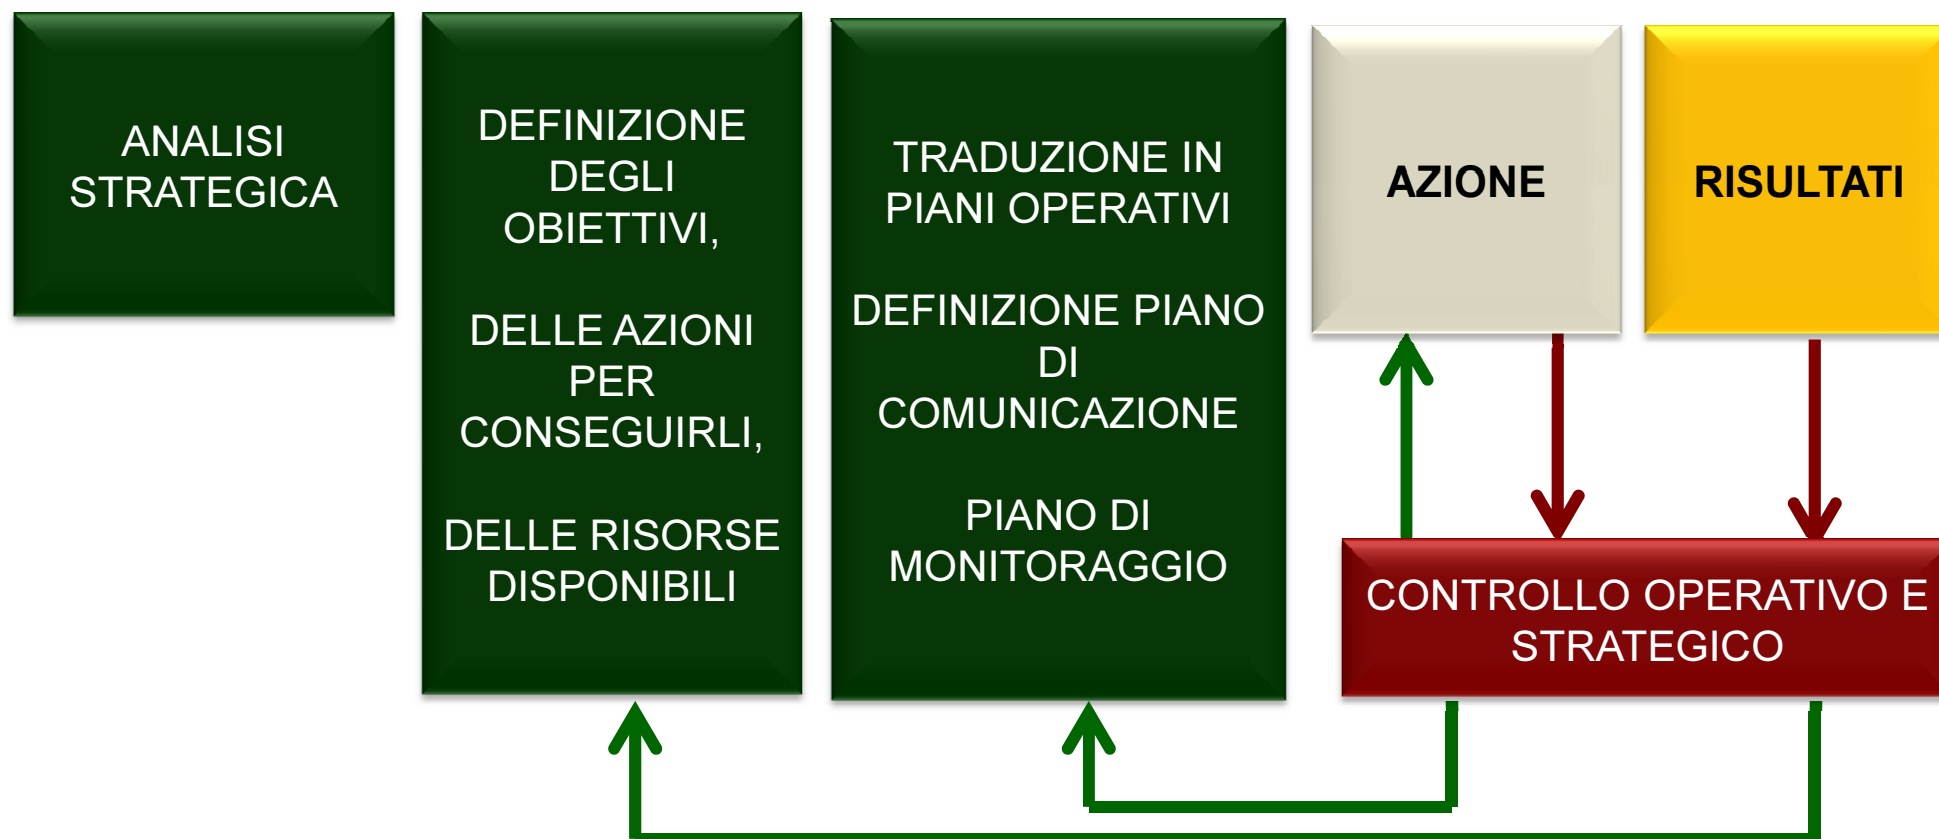 ANALISI
STRATEGICA
DEFINIZIONE
DEGLI
OBIETTIVI,
DELLE AZIONI
PER
CONSEGUIRLI,
DELLE RISORSE
DISPONIBILI
TRADUZIONE IN
PIANI OPERATIVI
DEFINIZIONE PIANO
DI
COMUNICAZIONE
PIANO DI
MONITORAGGIO
AZIONE
RISULTATI
CONTROLLO OPERATIVO E
STRATEGICO